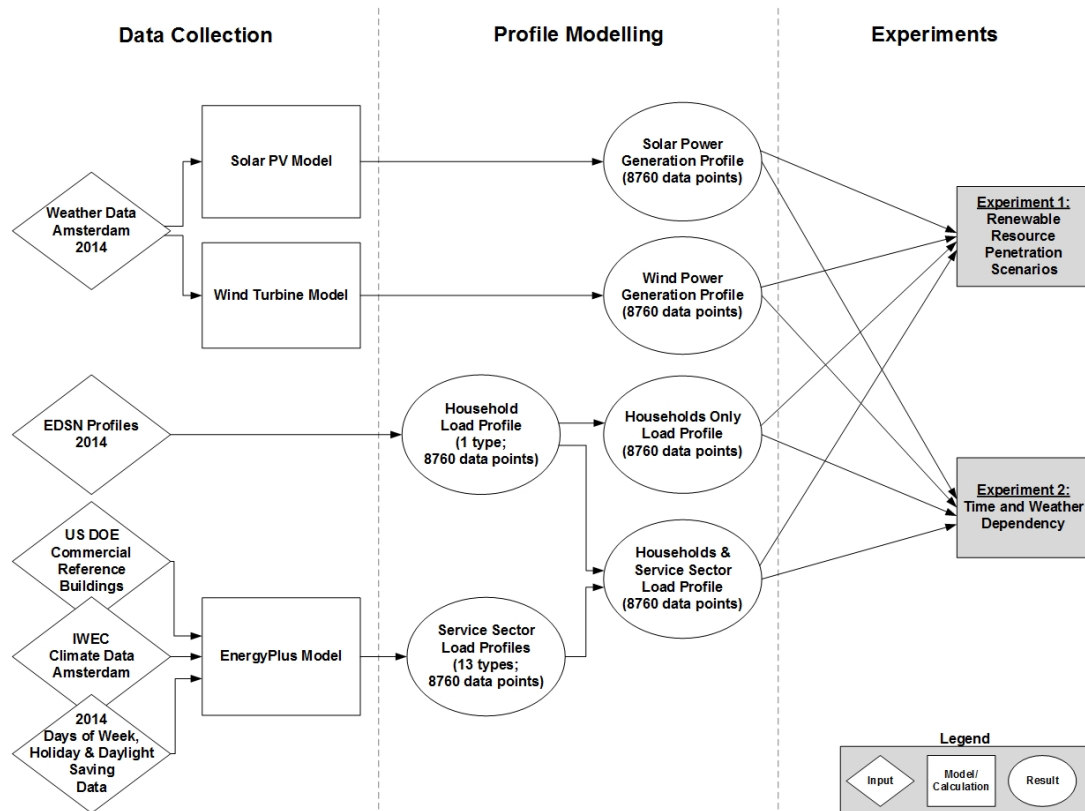 Data Collection
Profile Modelling
Experiments
Solar PV Model
Solar Power
Generation Profile
(8760 data points)
Weather Data
Amsterdam
2014
Experiment 1:
Renewable
Resource
Penetration
Scenarios
Wind Turbine Model
Wind Power
Generation Profile
(8760 data points)
EDSN Profiles
2014
Household
Load Profile
(1 type;
8760 data points)
Households Only
Load Profile
(8760 data points)
Experiment 2:
Time and Weather
Dependency
US DOE
Commercial
Reference
Buildings
Households &
Service Sector
Load Profile
(8760 data points)
IWEC
Climate Data
Amsterdam
EnergyPlus Model
Service Sector
Load Profiles
(13 types;
8760 data points)
2014
Days of Week,
Holiday & Daylight
Saving
Data
Legend
Input
Model/
Calculation
Result